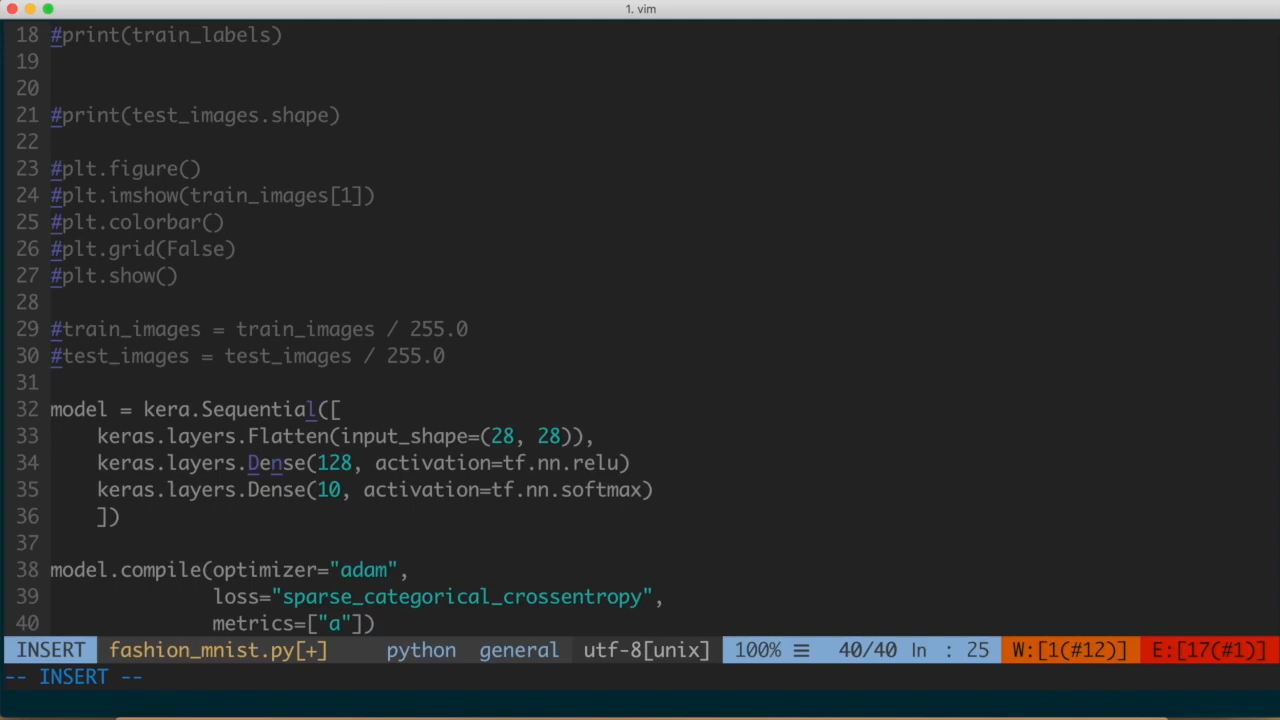 1. vim
18 #print(train_labels)
19
20
21 #print(test_images.shape)
22
23 #plt.figure()
24 #plt.imshow(train_images[1])
25 #plt.colorbar()
26 #plt.grid(False)
27 #plt.show()
28
29 #train_images = train_images / 255.0
30 #test_images = test_images / 255.0
31
32 model = kera.Sequential([
33     keras.layers.Flatten(input_shape=(28, 28)),
34     keras.layers.Dense(128, activation=tf.nn.relu)
35     keras.layers.Dense(10, activation=tf.nn.softmax)
36     ])
37
38 model.compile(optimizer="adam",
39               loss="sparse_categorical_crossentropy",
40               metrics=["a"])
INSERT fashion_mnist.py[+] python general utf-8[unix] 100% ☰ 40/40 ln : 25 W:[1(#12)] E:[17(#1)]
-- INSERT --